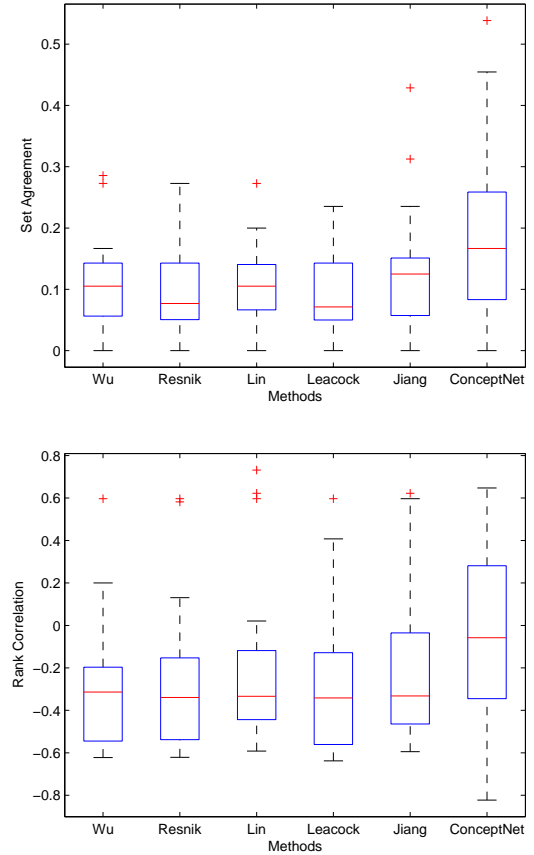 0.5
0.4
0.3
0.2
0.1
0
Set Agreement
Wu Resnik Lin Leacock Jiang ConceptNet
Methods
0.8
0.6
0.4
0.2
0
−0.2
−0.4
−0.6
−0.8
Rank Correlation
Wu Resnik Lin Leacock Jiang ConceptNet
Methods